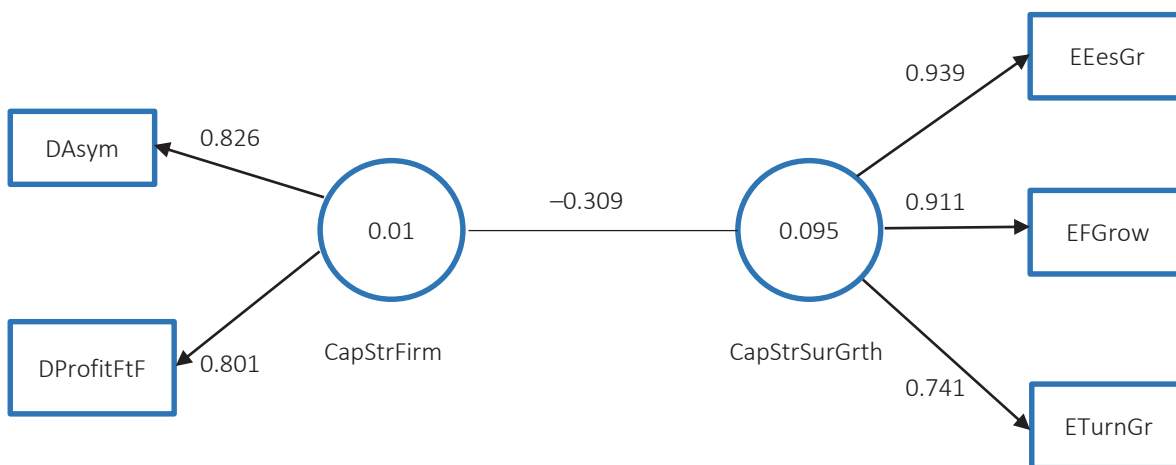 EEesGr
0.939
DAsym
0.826
−0.309
0.911
EFGrow
0.01
0.095
CapStrFirm
CapStrSurGrth
DProfitFtF
0.801
0.741
ETurnGr